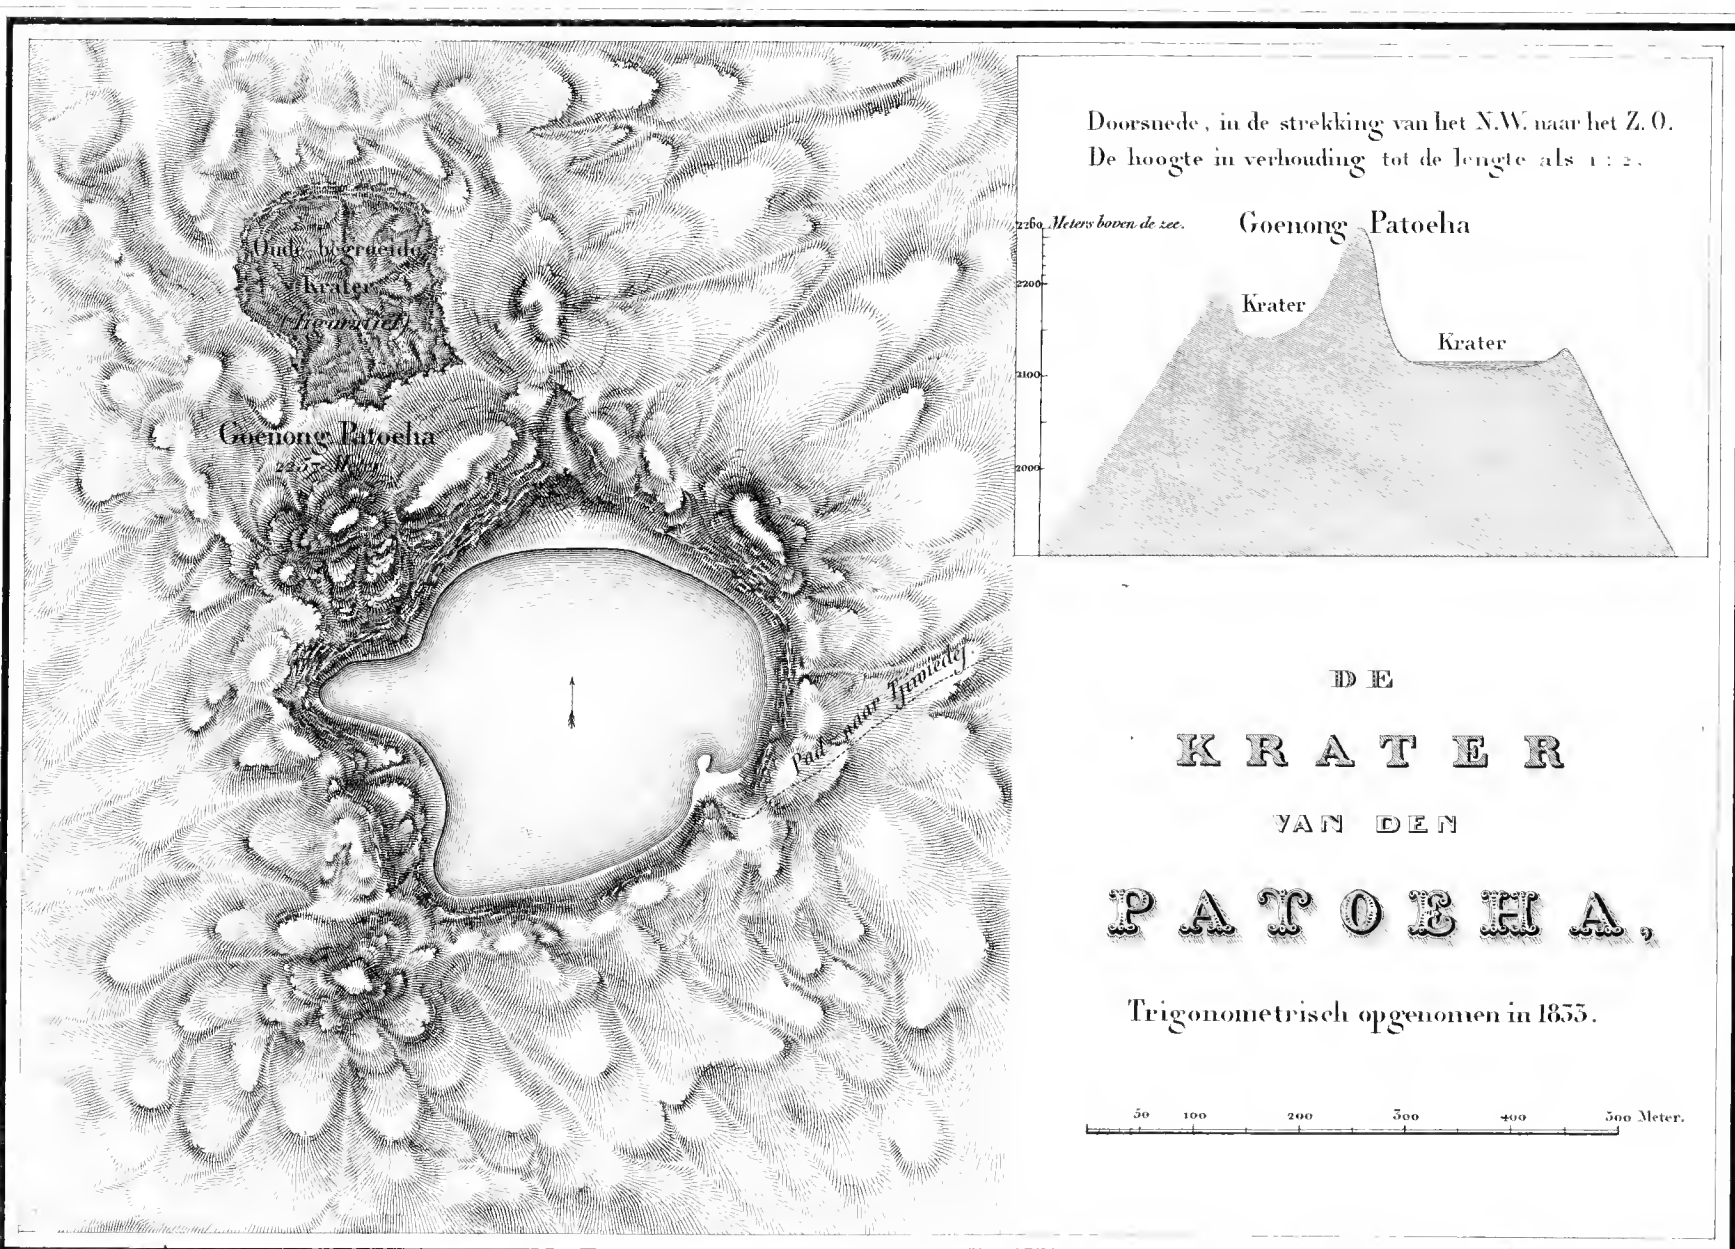 Oude begroeide
Krater
(figuratief)
Goenong Patoeha
Pad naar Tjiwiedej
Doorsnede, in de strekking van het N.W. naar het Z.O.
De hoogte in verhouding tot de lengte als 1 : 2.
2260 Meters boven de zee.
Goenong Patoeha
2200
Krater
Krater
2100
2000
DE
KRATER
VAN DEN
PATOEHA,
Trigonometrisch opgenomen in 1833.
50 100 200 300 400 500 Meter.